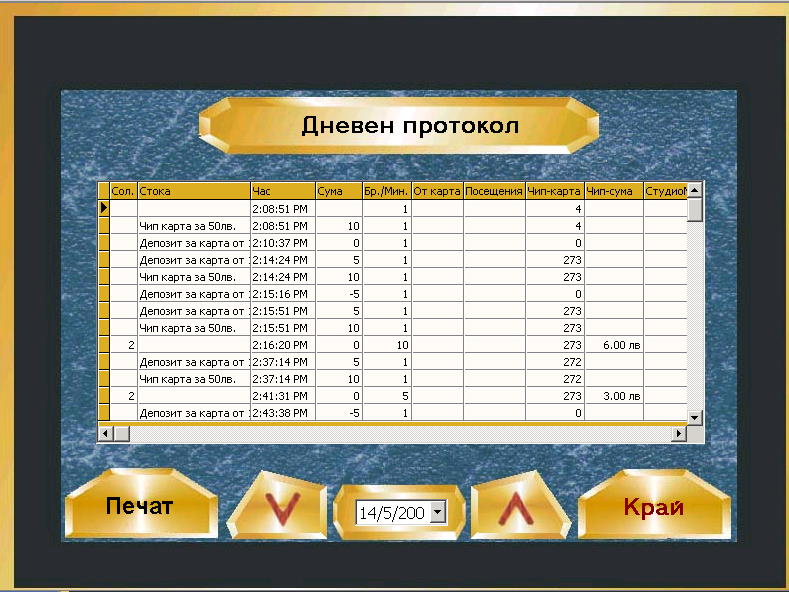 Дневен протокол
Сол. Стока Час Сума Бр./Мин. От карта Посещения Чип-карта Чип-сума
2:08:51 PM 1 4
Чип карта за 50лв. 2:08:51 PM 10 1 4
Депозит за карта от 2:10:37 PM 0 1 0
Депозит за карта от 2:14:24 PM 5 1 273
Чип карта за 50лв. 2:14:24 PM 10 1 273
Депозит за карта от 2:15:16 PM -5 1 0
Депозит за карта от 2:15:51 PM 5 1 273
Чип карта за 50лв. 2:15:51 PM 10 1 273
2 2:16:20 PM 0 10 273 6.00 лв
Депозит за карта от 2:37:14 PM 5 1 272
Чип карта за 50лв. 2:37:14 PM 10 1 272
2 2:41:31 PM 0 5 273 3.00 лв
Депозит за карта от 2:43:38 PM -5 1 0
Печат 14/5/200 Край